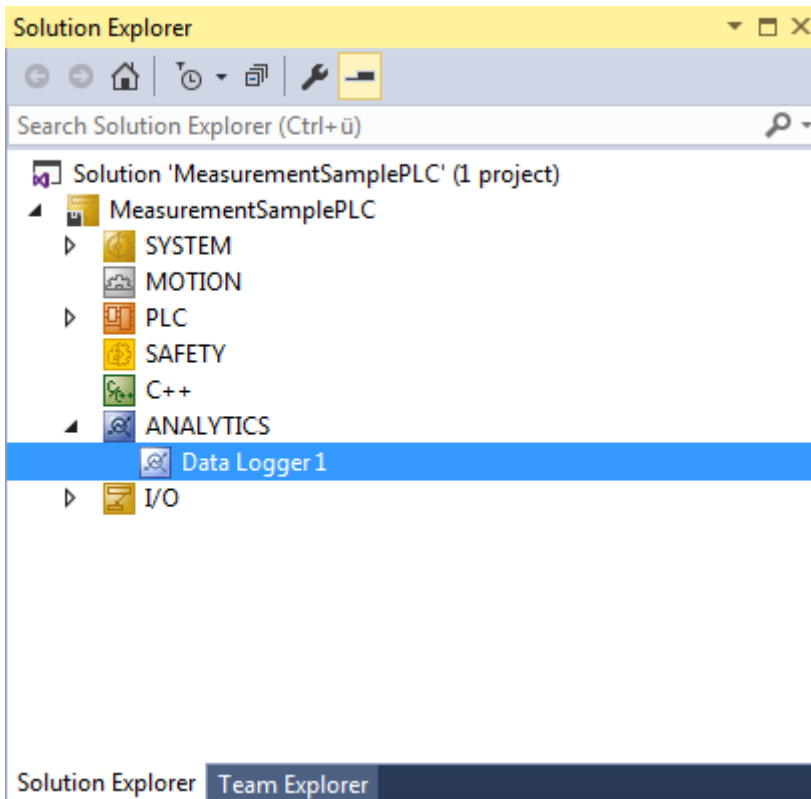 Solution Explorer
Search Solution Explorer (Ctrl+ü)
Solution 'MeasurementSamplePLC' (1 project)
MeasurementSamplePLC
SYSTEM
MOTION
PLC
SAFETY
C++
ANALYTICS
Data Logger 1
I/O
Solution Explorer Team Explorer